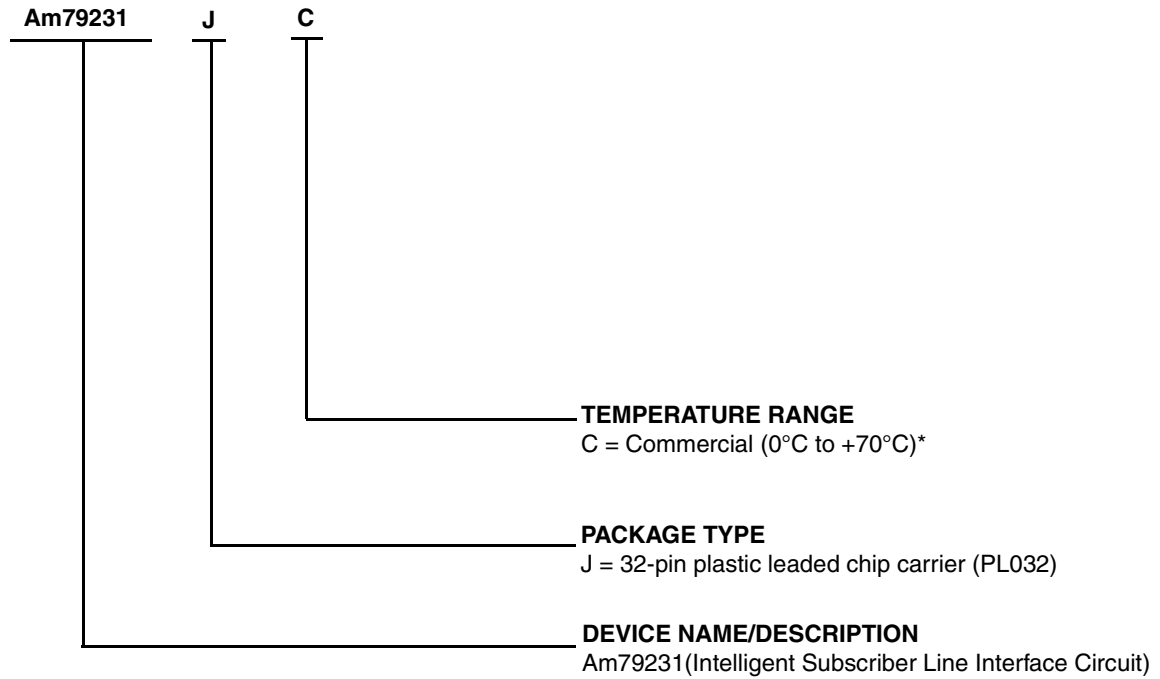 Am79231 J C
TEMPERATURE RANGE
C = Commercial (0°C to +70°C)*
PACKAGE TYPE
J = 32-pin plastic leaded chip carrier (PL032)
DEVICE NAME/DESCRIPTION
Am79231(Intelligent Subscriber Line Interface Circuit)